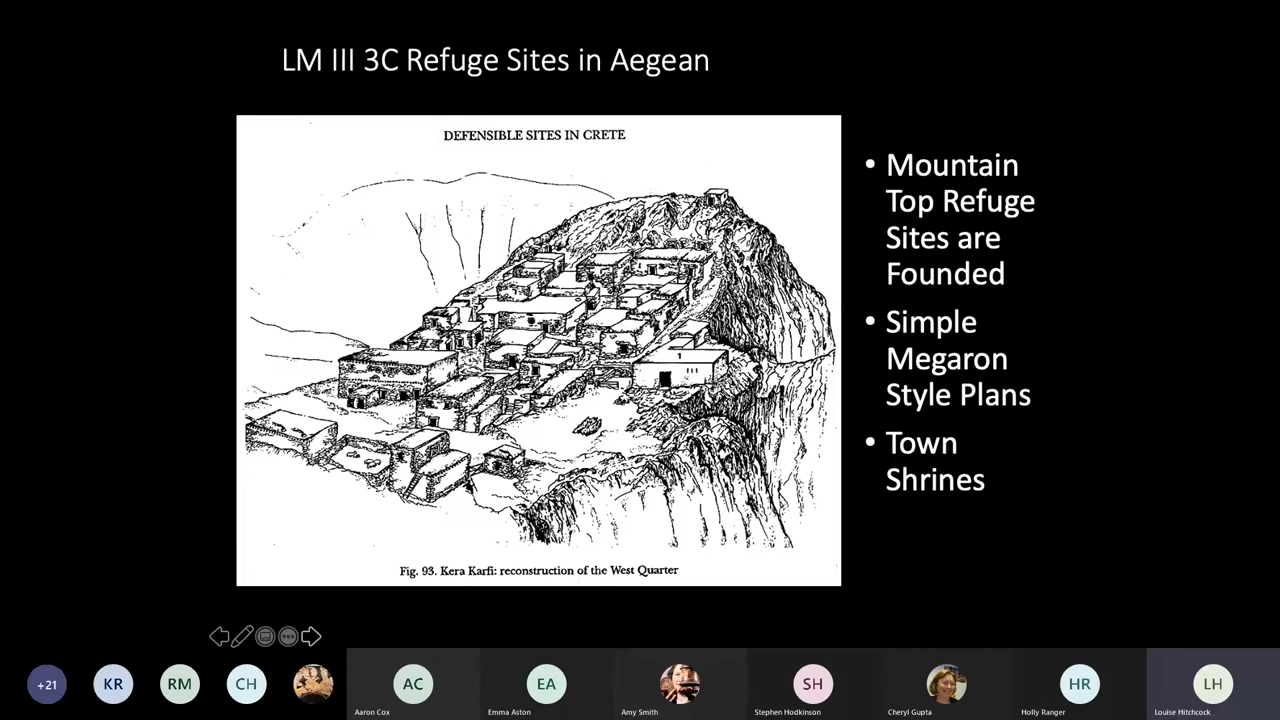 LM III 3C Refuge Sites in Aegean
DEFENSIBLE SITES IN CRETE
Fig. 93. Kera Karfi: reconstruction of the West Quarter
• Mountain
Top Refuge
Sites are
Founded
• Simple
Megaron
Style Plans
• Town
Shrines
+21
KR
RM
CH
AC
Aaron Cox
EA
Emma Aston
Amy Smith
SH
Stephen Hodkinson
Cheryl Gupta
HR
Holly Ranger
LH
Louise Hitchcock